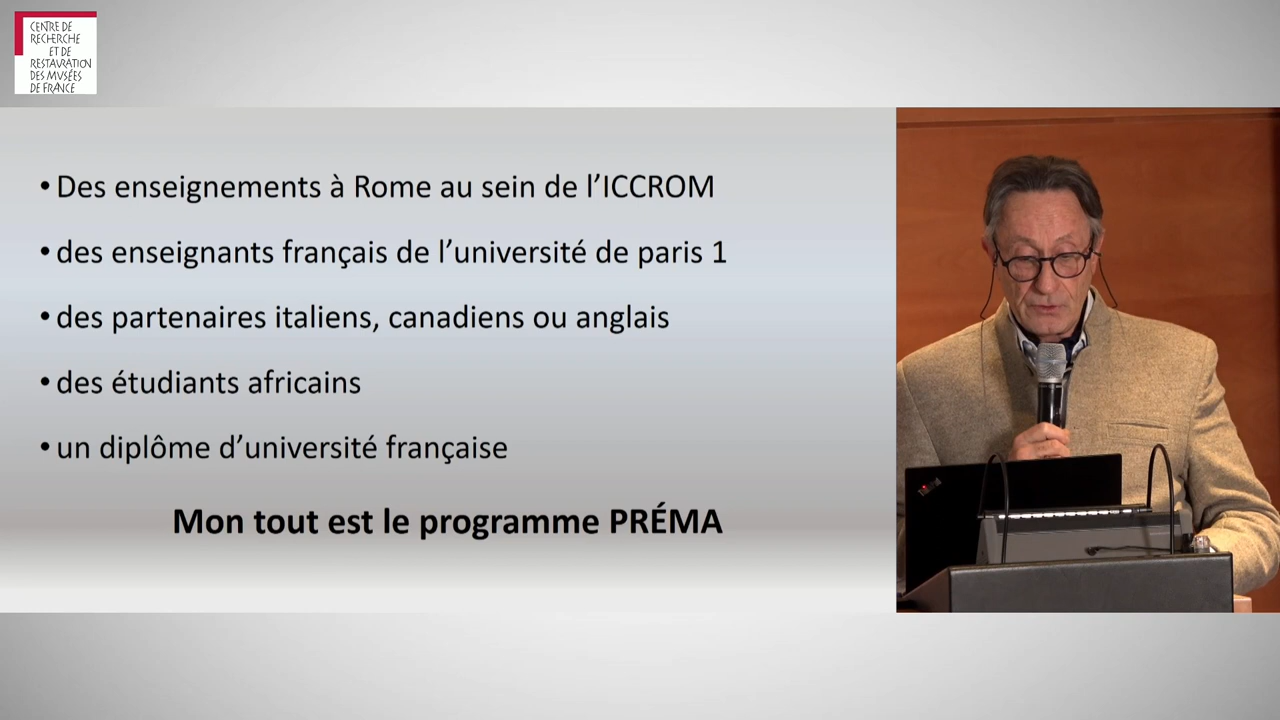 CENTRE DE
RECHERCHE
ET DE
RESTAURATION
DES MUSÉES
DE FRANCE
• Des enseignements à Rome au sein de l’ICCROM
• des enseignants français de l’université de paris 1
• des partenaires italiens, canadiens ou anglais
• des étudiants africains
• un diplôme d’université française
Mon tout est le programme PRÉMA